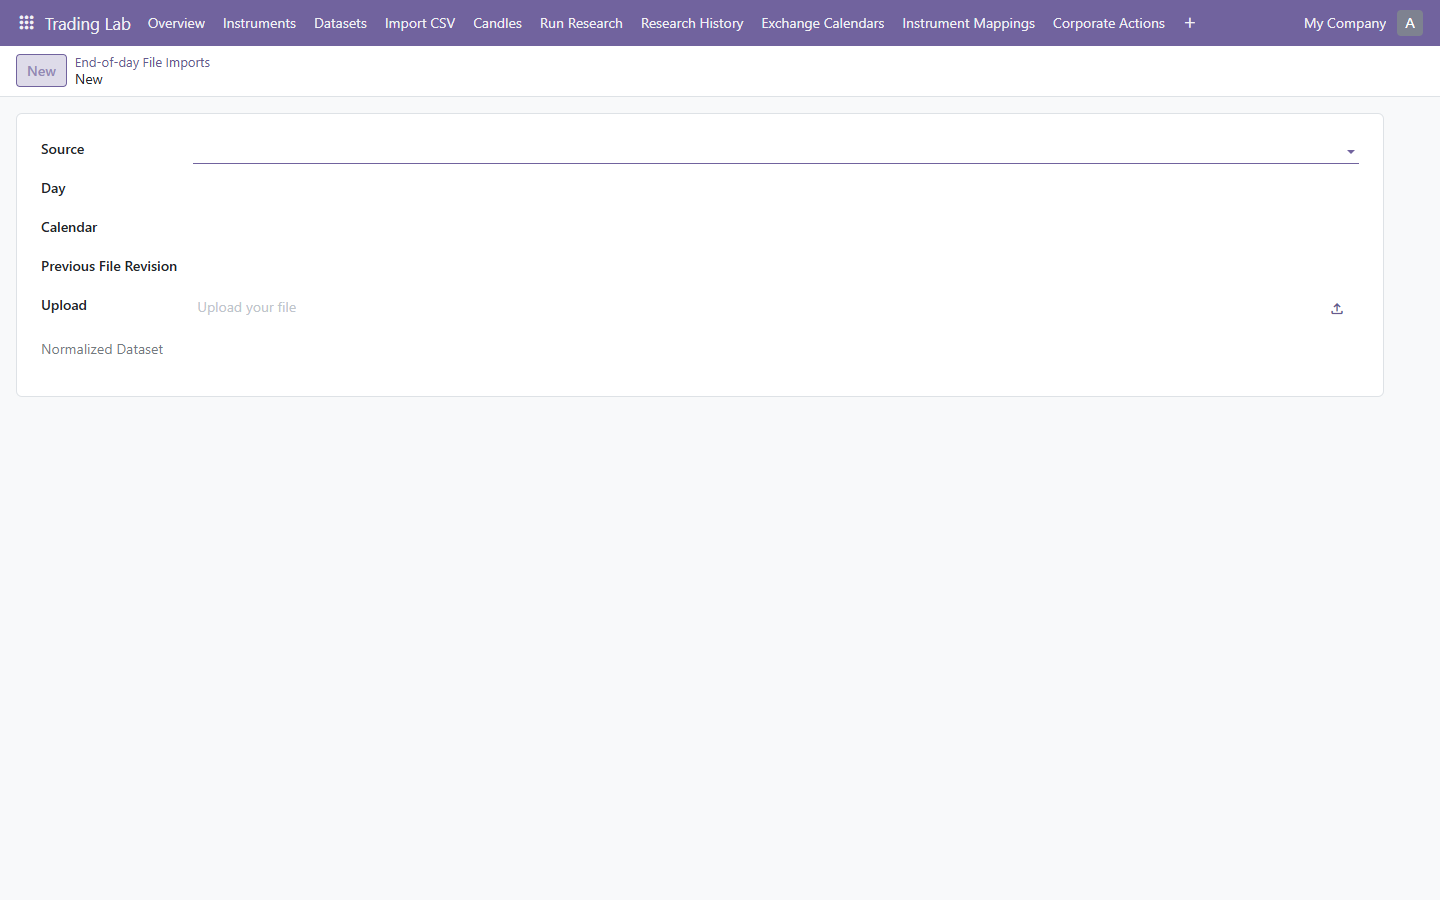 Trading Lab Overview Instruments Datasets Import CSV Candles Run Research Research History Exchange Calendars Instrument Mappings Corporate Actions + My Company A
New
End-of-day File Imports
New
Source
Day
Calendar
Previous File Revision
Upload Upload your file
Normalized Dataset